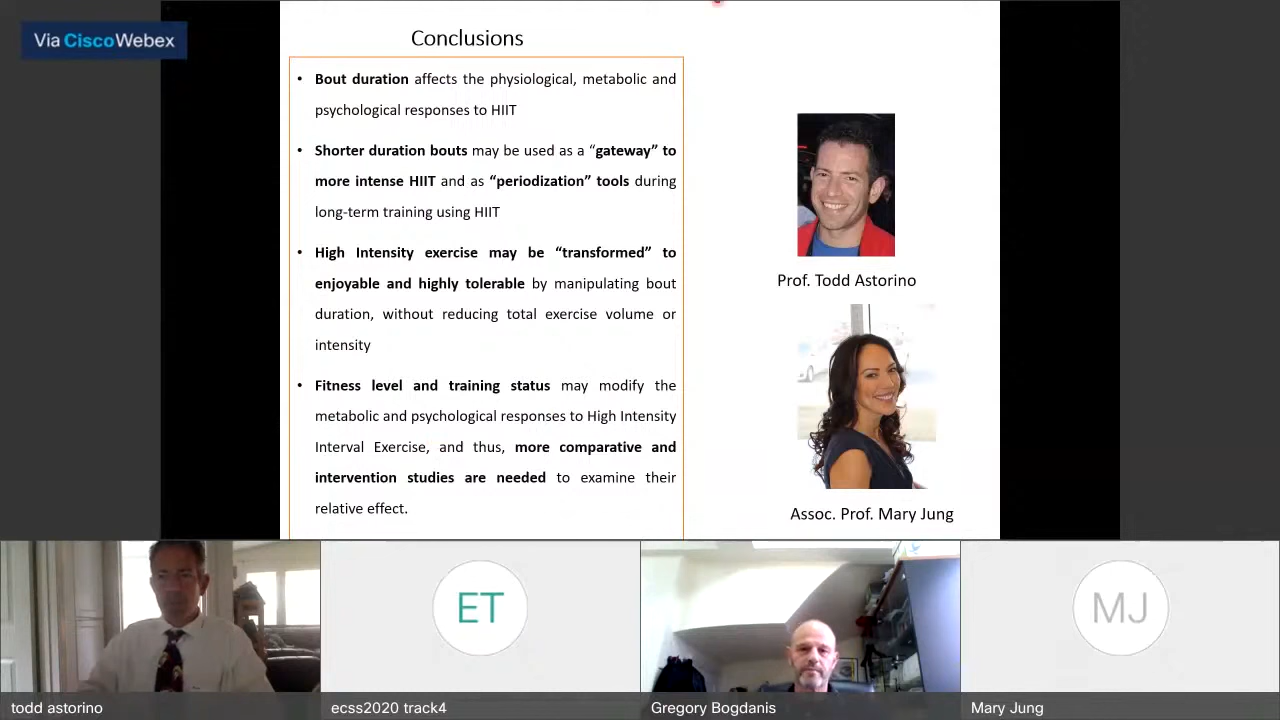 Via Cisco Webex
Conclusions
• Bout duration affects the physiological, metabolic and
psychological responses to HIIT
• Shorter duration bouts may be used as a “gateway” to
more intense HIIT and as “periodization” tools during
long-term training using HIIT
• High Intensity exercise may be “transformed” to
enjoyable and highly tolerable by manipulating bout
duration, without reducing total exercise volume or
intensity
• Fitness level and training status may modify the
metabolic and psychological responses to High Intensity
Interval Exercise, and thus, more comparative and
intervention studies are needed to examine their
relative effect.
Prof. Todd Astorino
Assoc. Prof. Mary Jung
ET
MJ
todd astorino
ecss2020 track4
Gregory Bogdanis
Mary Jung